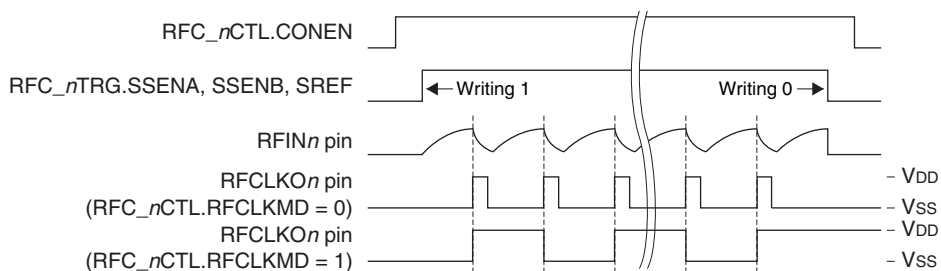 RFC_nCTL.CONEN
RFC_nTRG.SSENA, SSENB, SREF
Writing 1
Writing 0
RFINn pin
RFCLKOn pin
(RFC_nCTL.RFCLKMD = 0)
VDD
VSS
RFCLKOn pin
(RFC_nCTL.RFCLKMD = 1)
VDD
VSS